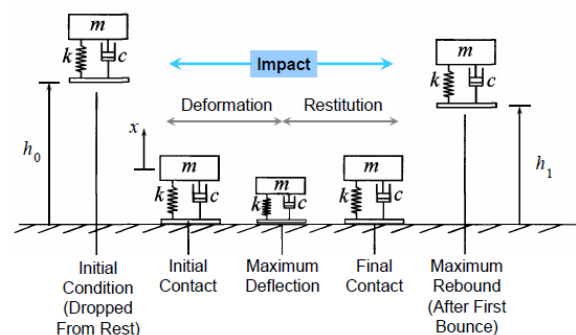 m
k
c
Impact
m
k
c
Deformation
Restitution
x
h0
m
k
c
m
k
c
m
k
c
h1
Initial
Condition
(Dropped
From Rest)
Initial
Contact
Maximum
Deflection
Final
Contact
Maximum
Rebound
(After First
Bounce)